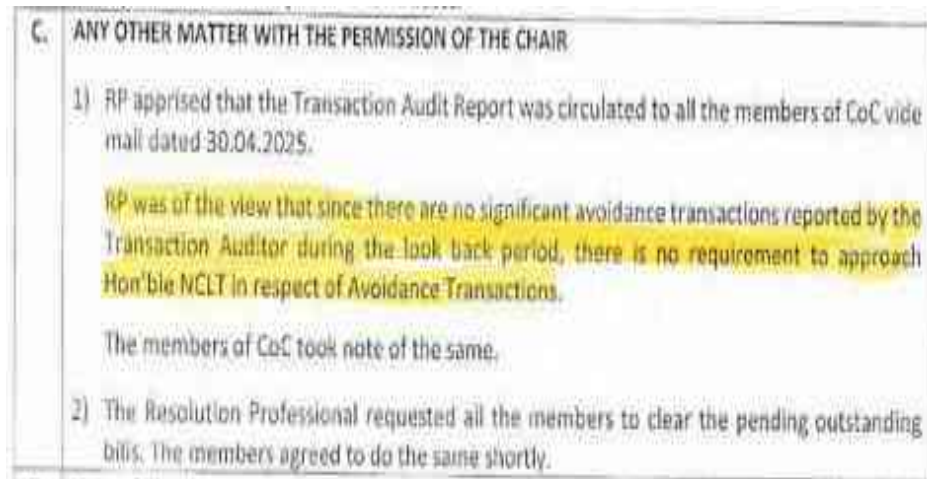 C. ANY OTHER MATTER WITH THE PERMISSION OF THE CHAIR
1) RP apprised that the Transaction Audit Report was circulated to all the members of CoC vide
mail dated 30.04.2025.
RP was of the view that since there are no significant avoidance transactions reported by the
Transaction Auditor during the look back period, there is no requirement to approach
Hon'ble NCLT in respect of Avoidance Transactions.
The members of CoC took note of the same.
2) The Resolution Professional requested all the members to clear the pending outstanding
bills. The members agreed to do the same shortly.